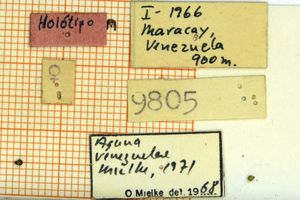 Holótipo
I - 1966
Maracay,
Venezuela
900 m.
♀
9805
Aguna
venezuelae
Mielke, 1971
O Mielke det. 1968